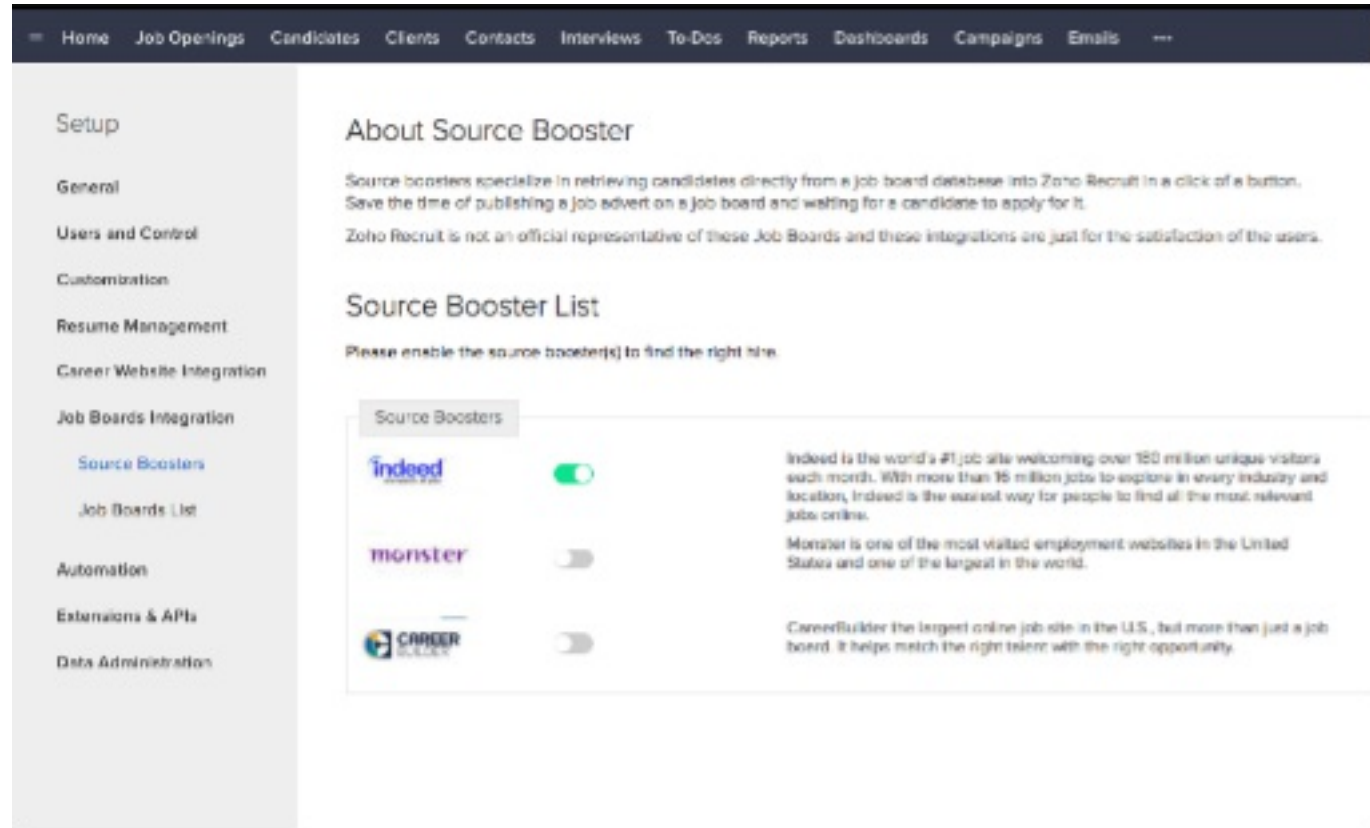 Home Job Openings Candidates Clients Contacts Interviews To-Dos Reports Dashboards Campaigns Emails
Setup
General
Users and Control
Customization
Resume Management
Career Website Integration
Job Boards Integration
Source Boosters
Job Boards List
Automation
Extensions & APIs
Data Administration
About Source Booster
Source boosters specialize in retrieving candidates directly from a job board database into Zoho Recruit in a click of a button.
Save the time of publishing a job advert on a job board and waiting for a candidate to apply for it.
Zoho Recruit is not an official representative of these Job Boards and these integrations are just for the satisfaction of the users.
Source Booster List
Please enable the source booster(s) to find the right hire.
Source Boosters
indeed
Indeed is the world's #1 job site welcoming over 180 million unique visitors
each month. With more than 16 million jobs to explore in every industry and
location, Indeed is the easiest way for people to find all the most relevant
jobs online.
monster
Monster is one of the most visited employment websites in the United
States and one of the largest in the world.
CAREER
BUILDER
CareerBuilder the largest online job site in the U.S., but more than just a job
board. It helps match the right talent with the right opportunity.